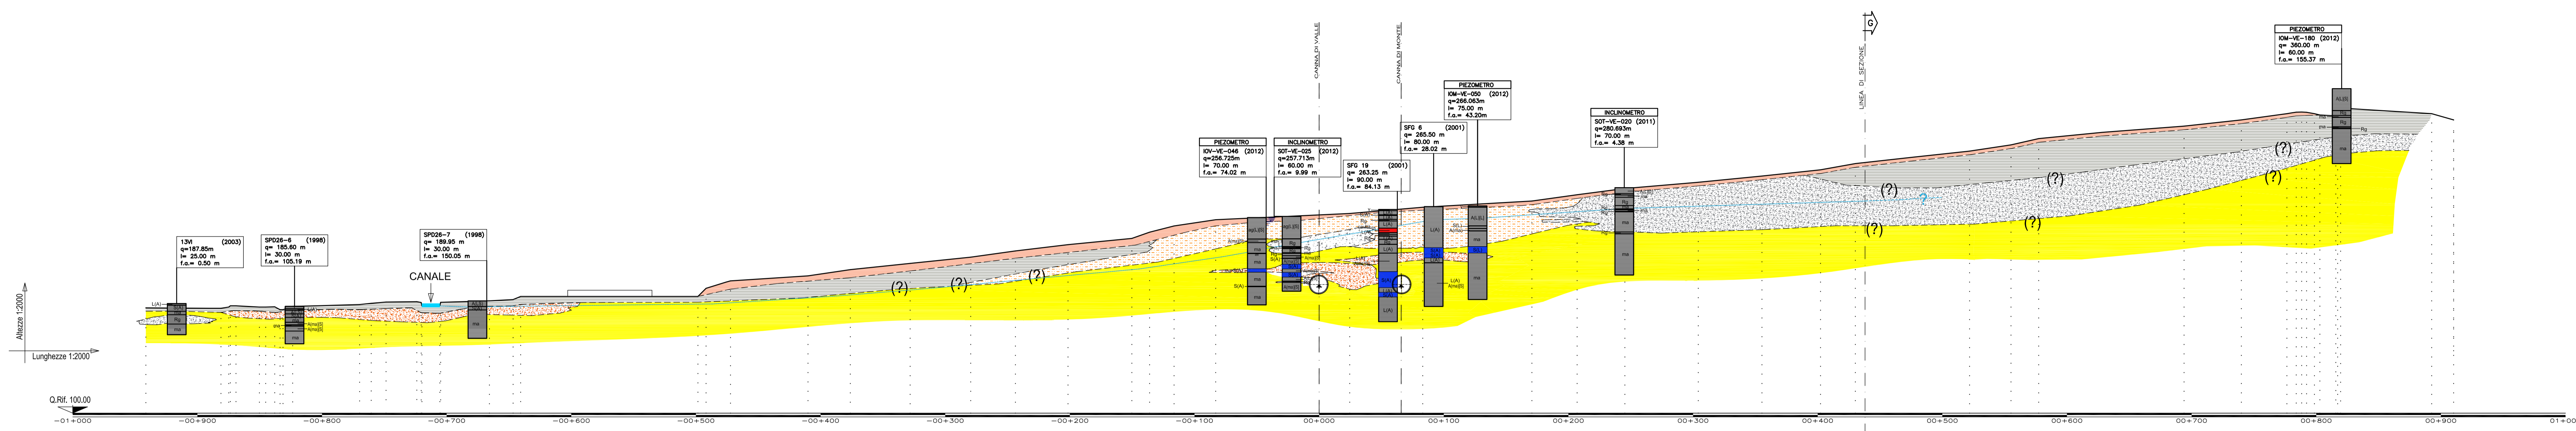 G
PIEZOMETRO
IOM-VE-180 (2012)
q= 360.00 m
l= 60.00 m
f.a.= 155.37 m
CANNA DI VALLE
CANNA DI MONTE
LINEA DI SEZIONE
PIEZOMETRO
IOM-VE-050 (2012)
q=266.063m
l= 75.00 m
f.a.= 43.20m
INCLINOMETRO
SOT-VE-020 (2011)
q=280.693m
l= 70.00 m
f.a.= 4.38 m
SFG 6 (2001)
q= 265.50 m
l= 80.00 m
f.a.= 28.02 m
PIEZOMETRO
IOV-VE-046 (2012)
q=256.725m
l= 70.00 m
f.a.= 74.02 m
INCLINOMETRO
SOT-VE-025 (2012)
q=257.713m
l= 60.00 m
f.a.= 9.99 m
SFG 19 (2001)
q= 263.25 m
l= 90.00 m
f.a.= 84.13 m
13VI (2003)
q=187.85m
l= 25.00 m
f.a.= 0.50 m
SPD26-6 (1998)
q= 185.60 m
l= 30.00 m
f.a.= 105.19 m
SPD26-7 (1998)
q= 189.95 m
l= 30.00 m
f.a.= 150.05 m
CANALE
(?)
(?)
(?)
(?)
(?)
(?)
(?)
(?)
(?)
?
L(A)
Rg
ma
ma
ma
S(A)
L(A)
L(A)
A(L)[S]
Rg
Rg
ma
Altezze 1:2000
Lunghezze 1:2000
Q.Rif. 100.00
-01+000 -00+900 -00+800 -00+700 -00+600 -00+500 -00+400 -00+300 -00+200 -00+100 00+000 00+100 00+200 00+300 00+400 00+500 00+600 00+700 00+800 00+900